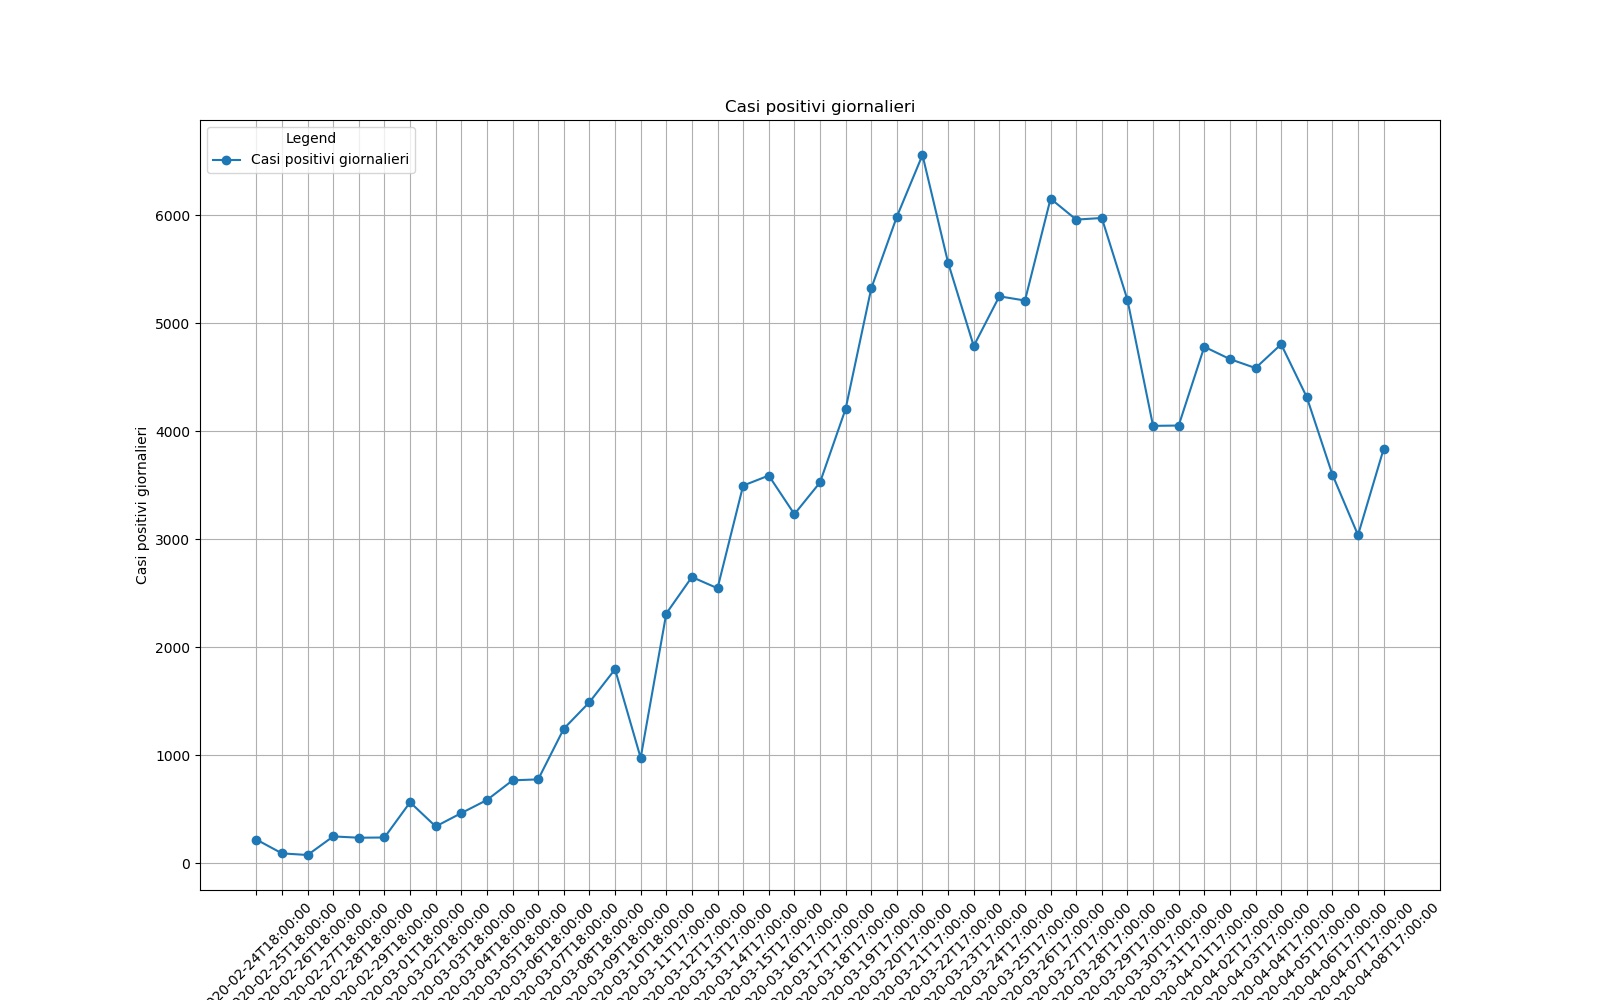 Casi positivi giornalieri
Legend
Casi positivi giornalieri
6000
5000
4000
3000
2000
1000
0
Casi positivi giornalieri
020-02-24T18:00:00
020-02-25T18:00:00
020-02-26T18:00:00
020-02-27T18:00:00
020-02-28T18:00:00
020-02-29T18:00:00
020-03-01T18:00:00
020-03-02T18:00:00
020-03-03T18:00:00
020-03-04T18:00:00
020-03-05T18:00:00
020-03-06T18:00:00
020-03-07T18:00:00
020-03-08T18:00:00
020-03-09T18:00:00
020-03-10T18:00:00
020-03-11T17:00:00
020-03-12T17:00:00
020-03-13T17:00:00
020-03-14T17:00:00
020-03-15T17:00:00
020-03-16T17:00:00
020-03-17T17:00:00
020-03-18T17:00:00
020-03-19T17:00:00
020-03-20T17:00:00
020-03-21T17:00:00
020-03-22T17:00:00
020-03-23T17:00:00
020-03-24T17:00:00
020-03-25T17:00:00
020-03-26T17:00:00
020-03-27T17:00:00
020-03-28T17:00:00
020-03-29T17:00:00
020-03-30T17:00:00
020-03-31T17:00:00
020-04-01T17:00:00
020-04-02T17:00:00
020-04-03T17:00:00
020-04-04T17:00:00
020-04-05T17:00:00
020-04-06T17:00:00
020-04-07T17:00:00
020-04-08T17:00:00